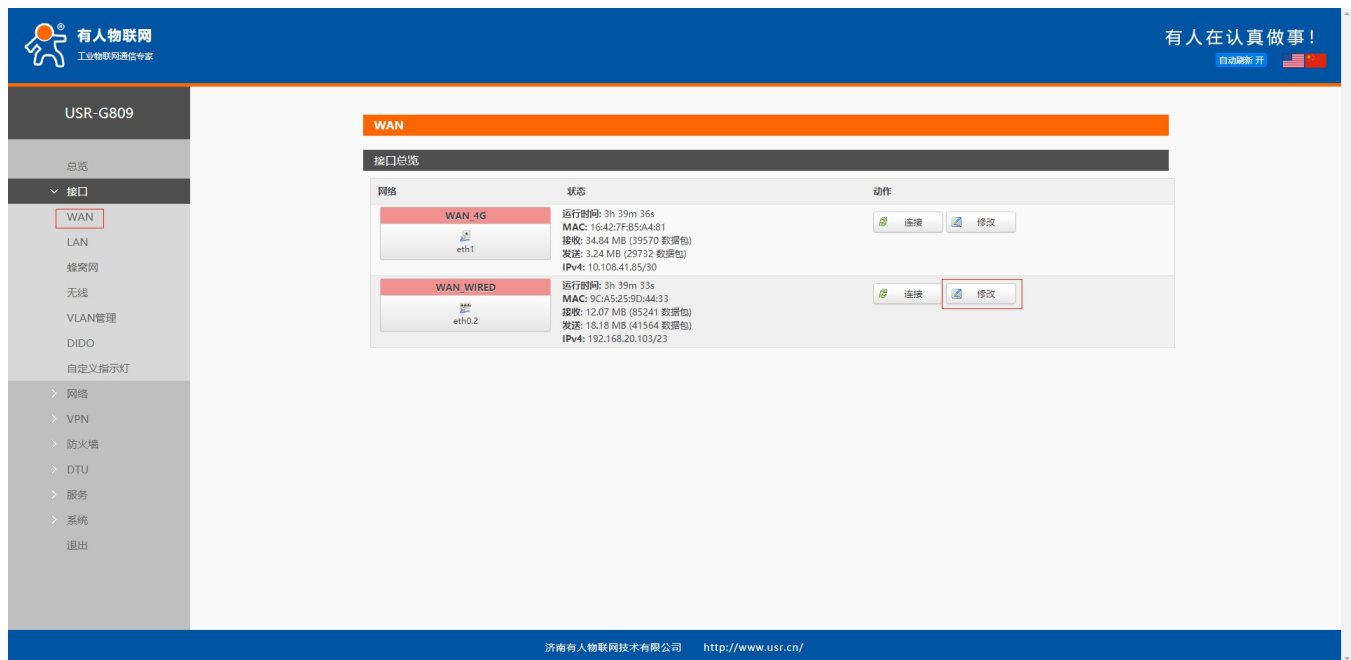 有人物联网
®
工业物联网通信专家
有人在认真做事!
自动刷新 开
USR-G809
总览
接口
WAN
LAN
蜂窝网
无线
VLAN管理
DIDO
自定义指示灯
网络
VPN
防火墙
DTU
服务
系统
退出
WAN
接口总览
网络 状态 动作
WAN_4G
eth1
运行时间: 3h 39m 36s
MAC: 16:42:7F:B5:A4:81
接收: 34.84 MB (39570 数据包)
发送: 3.24 MB (29732 数据包)
IPv4: 10.108.41.85/30
连接 修改
WAN_WIRED
eth0.2
运行时间: 3h 39m 33s
MAC: 9C:A5:25:9D:44:33
接收: 12.07 MB (85241 数据包)
发送: 18.18 MB (41564 数据包)
IPv4: 192.168.20.103/23
连接 修改
济南有人物联网技术有限公司 http://www.usr.cn/